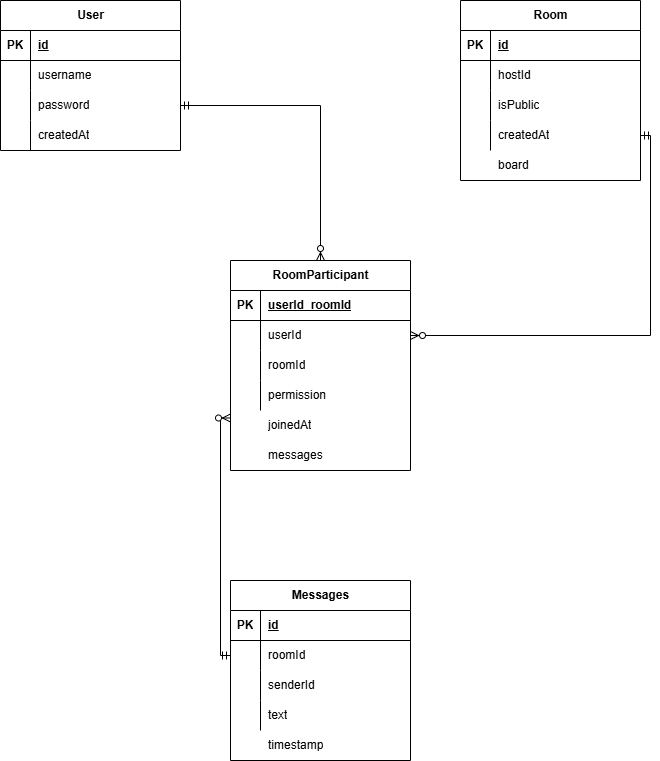 User
PK id
username
password
createdAt
Room
PK id
hostId
isPublic
createdAt
board
RoomParticipant
PK userId_roomId
userId
roomId
permission
joinedAt
messages
Messages
PK id
roomId
senderId
text
timestamp